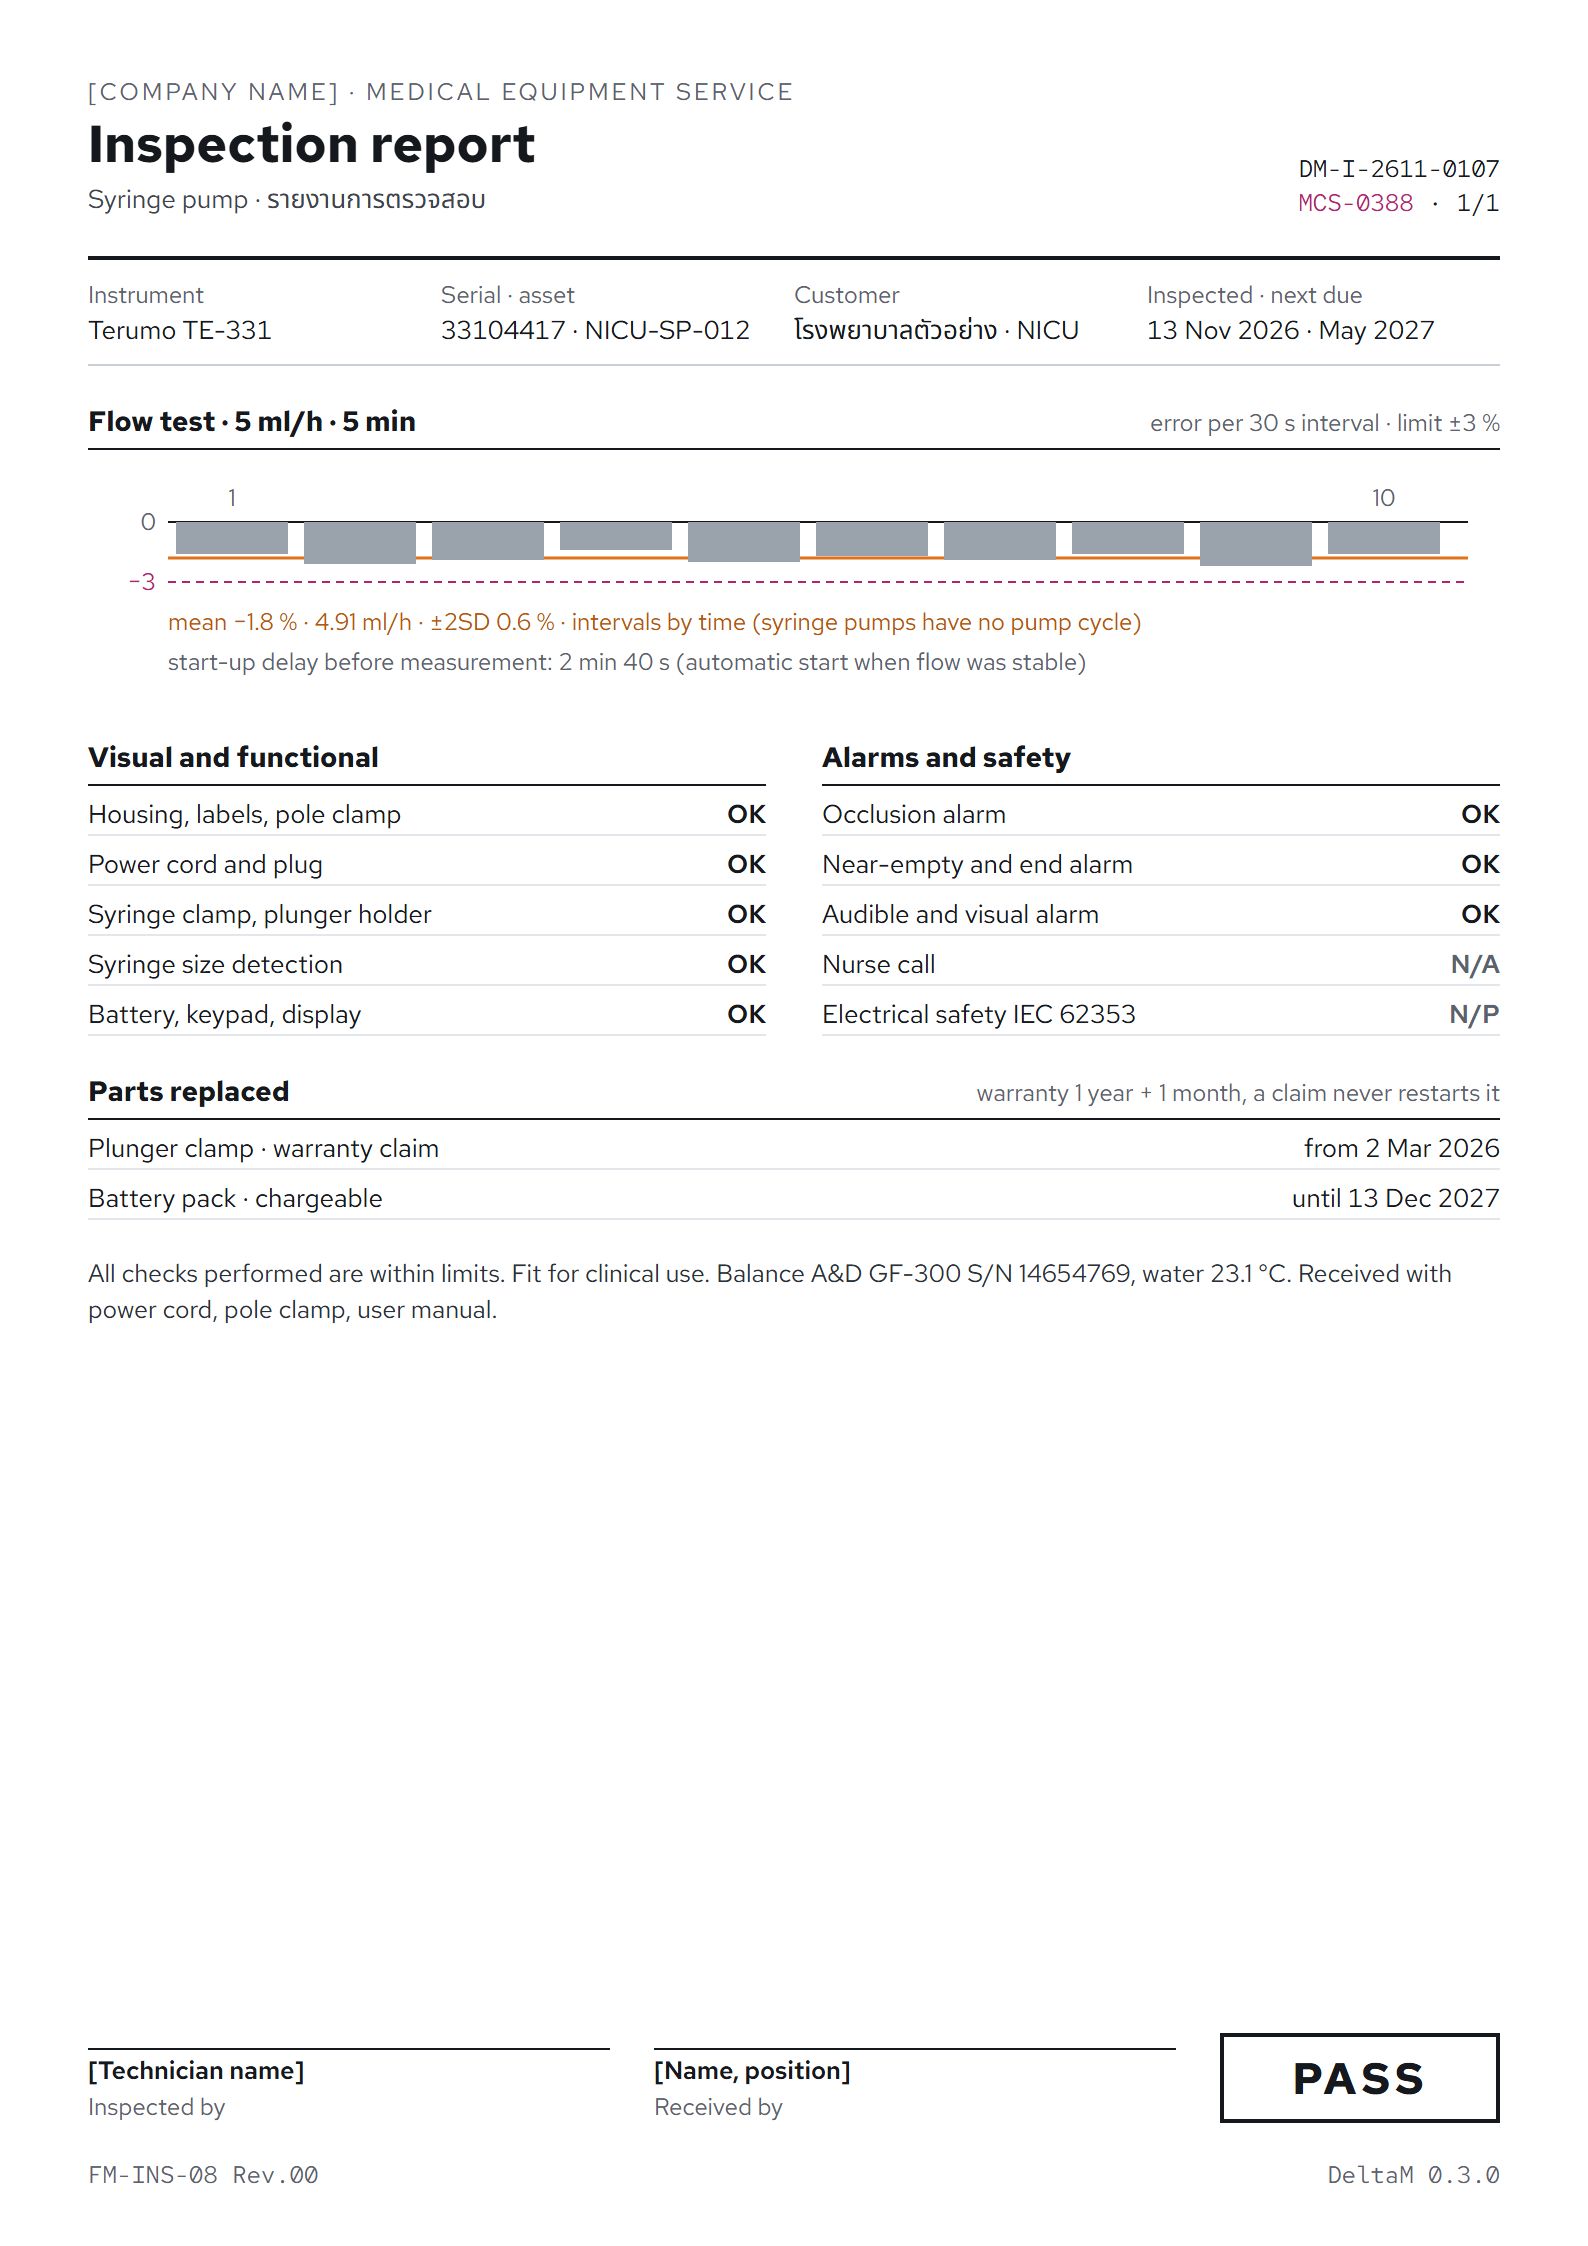 [COMPANY NAME] · MEDICAL EQUIPMENT SERVICE
Inspection report
Syringe pump · รายงานการตรวจสอบ
DM-I-2611-0107
MCS-0388 · 1/1
Instrument
Terumo TE-331
Serial · asset
33104417 · NICU-SP-012
Customer
โรงพยาบาลตัวอย่าง · NICU
Inspected · next due
13 Nov 2026 · May 2027
Flow test · 5 ml/h · 5 min
error per 30 s interval · limit ±3 %
1
10
0
−3
mean −1.8 % · 4.91 ml/h · ±2SD 0.6 % · intervals by time (syringe pumps have no pump cycle)
start-up delay before measurement: 2 min 40 s (automatic start when flow was stable)
Visual and functional
Housing, labels, pole clamp OK
Power cord and plug OK
Syringe clamp, plunger holder OK
Syringe size detection OK
Battery, keypad, display OK
Alarms and safety
Occlusion alarm OK
Near-empty and end alarm OK
Audible and visual alarm OK
Nurse call N/A
Electrical safety IEC 62353 N/P
Parts replaced
warranty 1 year + 1 month, a claim never restarts it
Plunger clamp · warranty claim from 2 Mar 2026
Battery pack · chargeable until 13 Dec 2027
All checks performed are within limits. Fit for clinical use. Balance A&D GF-300 S/N 14654769, water 23.1 °C. Received with
power cord, pole clamp, user manual.
[Technician name]
Inspected by
[Name, position]
Received by
PASS
FM-INS-08 Rev.00
DeltaM 0.3.0